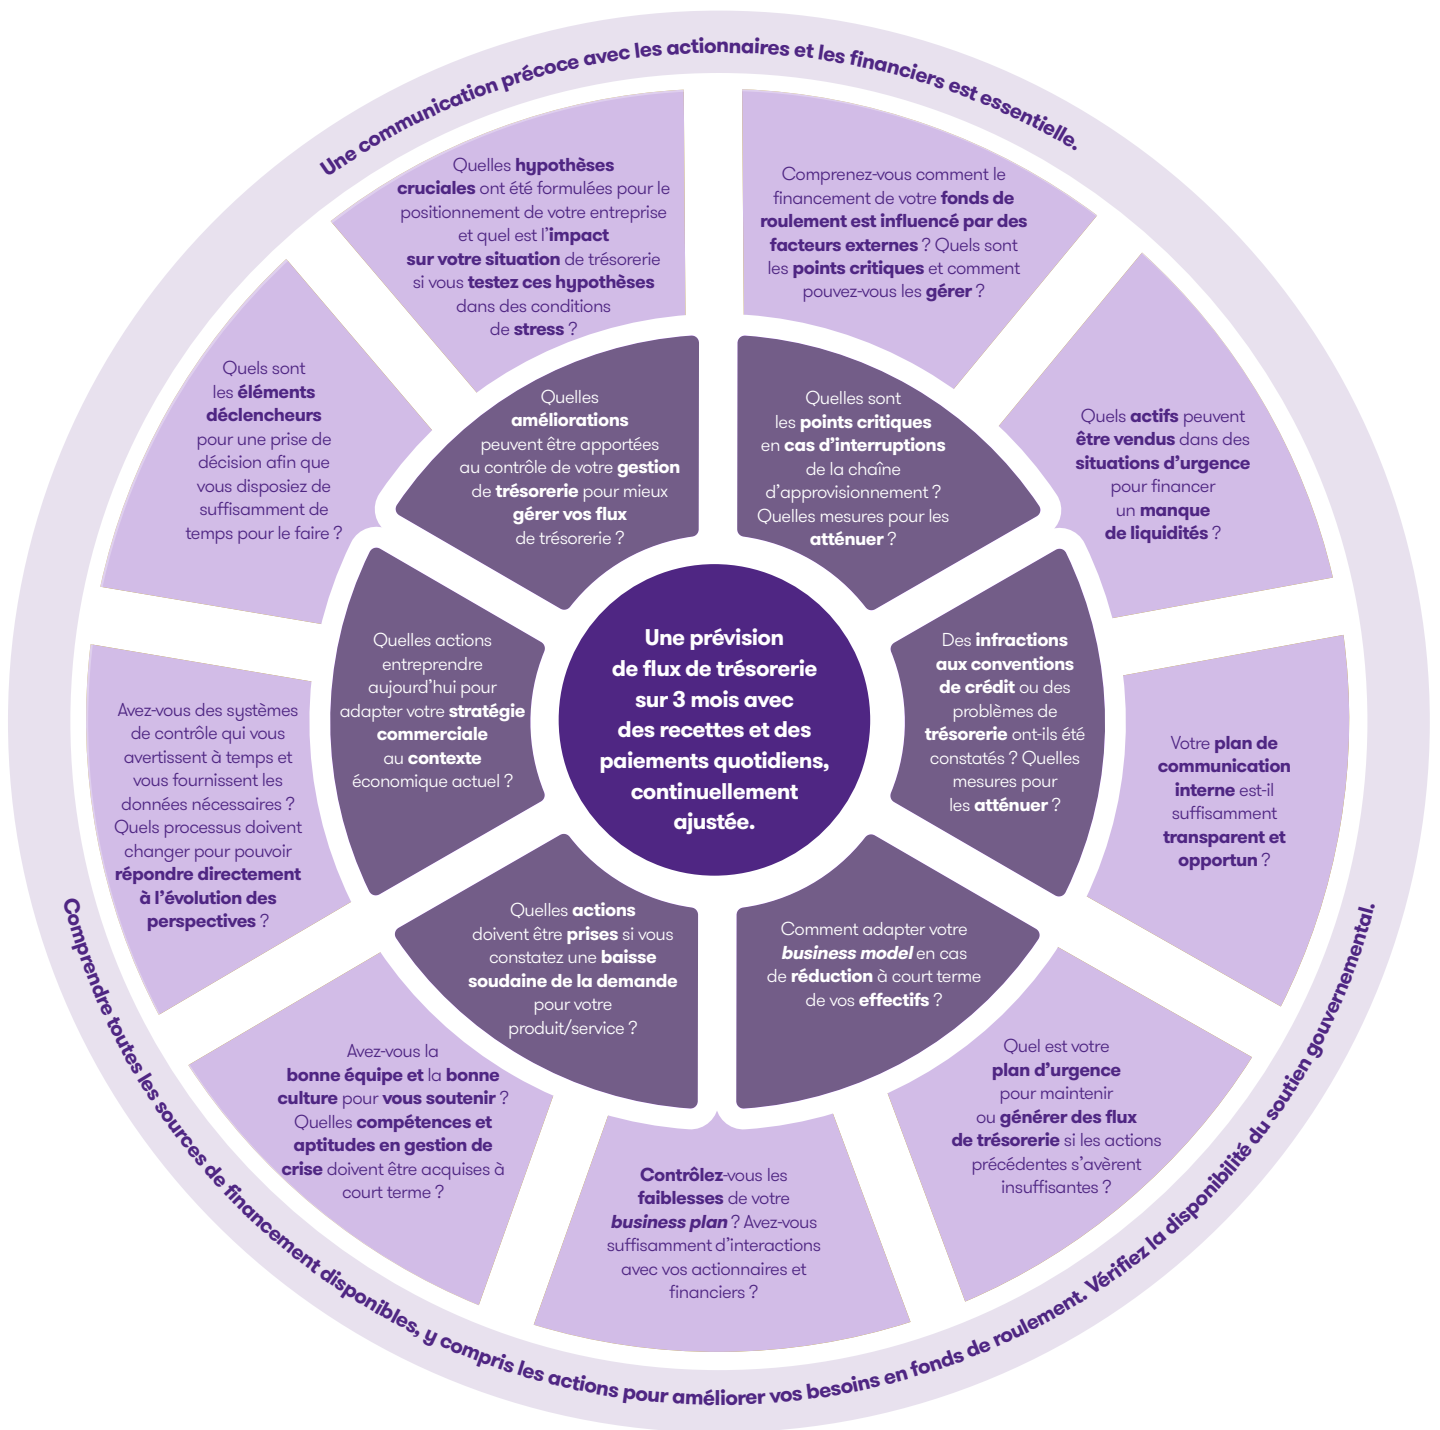 Une communication précoce avec les actionnaires et les financiers est essentielle.
Quelles hypothèses
cruciales ont été formulées pour le
positionnement de votre entreprise
et quel est l'impact
sur votre situation de trésorerie
si vous testez ces hypothèses
dans des conditions
de stress ?
Comprenez-vous comment le
financement de votre fonds de
roulement est influencé par des
facteurs externes ? Quels sont
les points critiques et comment
pouvez-vous les gérer ?
Quels actifs peuvent
être vendus dans des
situations d'urgence
pour financer
un manque
de liquidités ?
Votre plan de
communication
interne est-il
suffisamment
transparent et
opportun ?
Quel est votre
plan d'urgence
pour maintenir
ou générer des flux
de trésorerie si les actions
précédentes s'avèrent
insuffisantes ?
Contrôlez-vous les
faiblesses de votre
business plan ? Avez-vous
suffisamment d'interactions
avec vos actionnaires et
financiers ?
Avez-vous la
bonne équipe et la bonne
culture pour vous soutenir ?
Quelles compétences et
aptitudes en gestion de
crise doivent être acquises à
court terme ?
Avez-vous des systèmes
de contrôle qui vous
avertissent à temps et
vous fournissent les
données nécessaires ?
Quels processus doivent
changer pour pouvoir
répondre directement
à l'évolution des
perspectives ?
Quels sont
les éléments
déclencheurs
pour une prise de
décision afin que
vous disposiez de
suffisamment de
temps pour le faire ?
Quelles
améliorations
peuvent être apportées
au contrôle de votre gestion
de trésorerie pour mieux
gérer vos flux
de trésorerie ?
Quelles sont
les points critiques
en cas d'interruptions
de la chaîne
d'approvisionnement ?
Quelles mesures pour les
atténuer ?
Des infractions
aux conventions
de crédit ou des
problèmes de
trésorerie ont-ils été
constatés ? Quelles
mesures pour
les atténuer ?
Comment adapter votre
business model en cas
de réduction à court terme
de vos effectifs ?
Quelles actions
doivent être prises si vous
constatez une baisse
soudaine de la demande
pour votre
produit/service ?
Quelles actions
entreprendre
aujourd'hui pour
adapter votre stratégie
commerciale
au contexte
économique actuel ?
Une prévision
de flux de trésorerie
sur 3 mois avec
des recettes et des
paiements quotidiens,
continuellement
ajustée.
Comprendre toutes les sources de financement disponibles, y compris les actions pour améliorer vos besoins en fonds de roulement. Vérifiez la disponibilité du soutien gouvernemental.